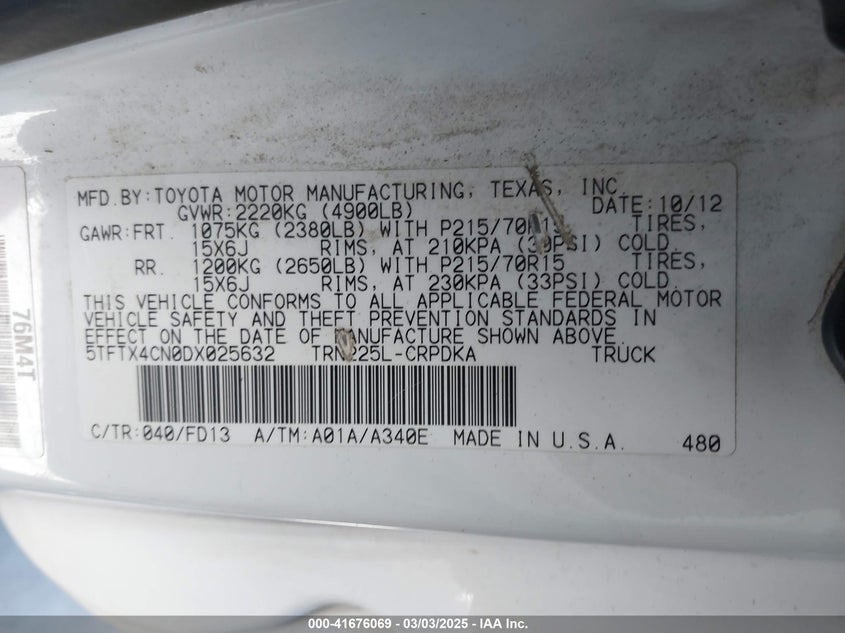 MFD.BY:TOYOTA MOTOR MANUFACTURING, TEXAS, INC.
GVWR:2220KG (4900LB) DATE:10/12
GAWR:FRT. 1075KG (2380LB) WITH P215/70R15 TIRES,
15X6J RIMS, AT 210KPA (30PSI) COLD.
RR. 1200KG (2650LB) WITH P215/70R15 TIRES,
15X6J RIMS, AT 230KPA (33PSI) COLD.
THIS VEHICLE CONFORMS TO ALL APPLICABLE FEDERAL MOTOR
VEHICLE SAFETY AND THEFT PREVENTION STANDARDS IN
EFFECT ON THE DATE OF MANUFACTURE SHOWN ABOVE.
5TFTX4CN0DX025632 TRN225L-CRPDKA TRUCK
C/TR:040/FD13 A/TM:A01A/A340E MADE IN U.S.A. 480
76M4T
000-41676069 - 03/03/2025 - IAA Inc.